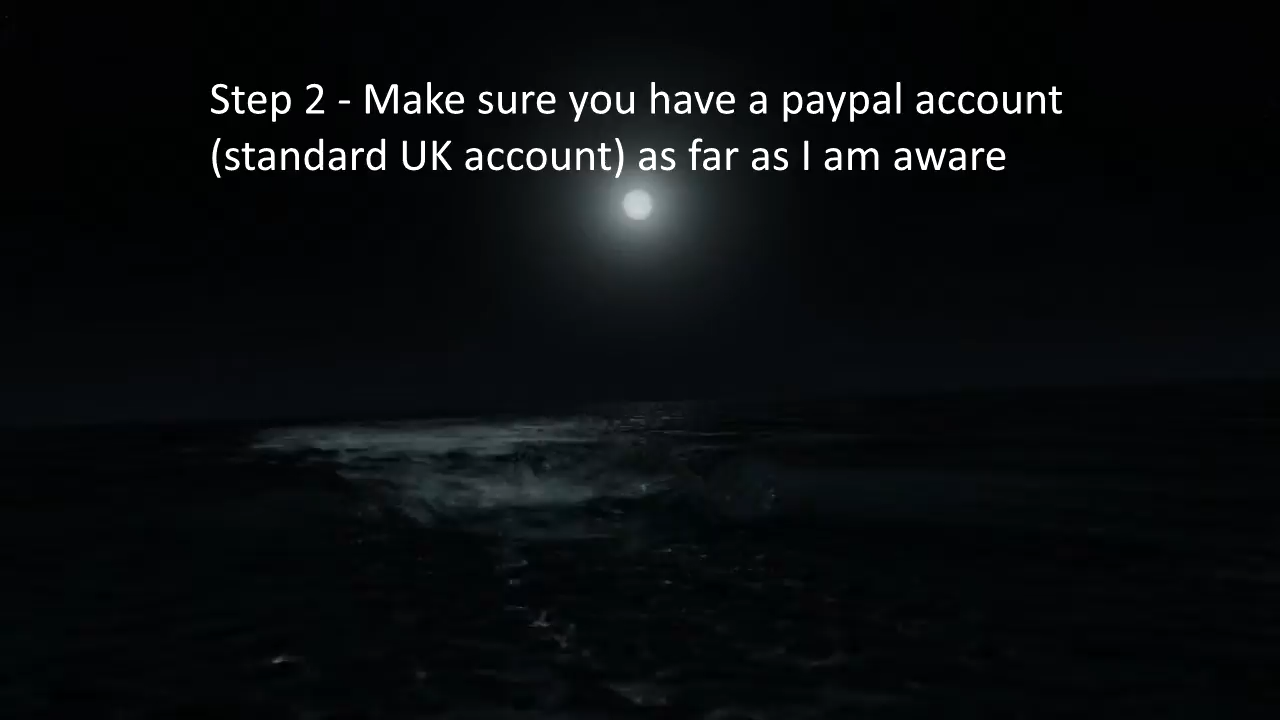 Step 2 - Make sure you have a paypal account
(standard UK account) as far as I am aware